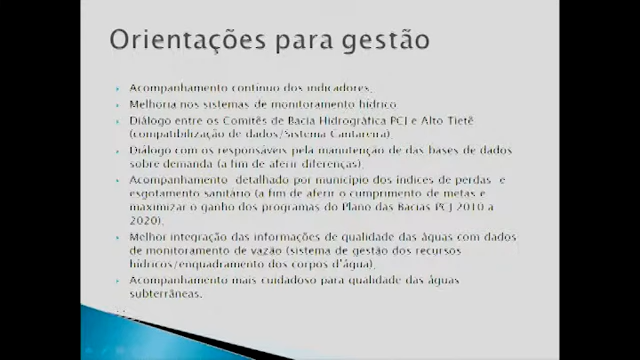 Orientações para gestão
Acompanhamento contínuo dos indicadores,
Melhoria nos sistemas de monitoramento hídrico
Diálogo entre os Comitês de Bacia Hidrográfica PCJ e Alto Tietê
(compatibilização de dados/Sistema Cantareira),
Diálogo com os responsáveis pela manutenção de das bases de dados
sobre demanda (a fim de aferir diferenças),
Acompanhamento detalhado por município dos índices de perdas e
esgotamento sanitário (a fim de aferir o cumprimento de metas e
maximizar o ganho dos programas do Plano das Bacias PCJ 2010 a
2020),
Melhor integração das informações de qualidade das águas com dados
de monitoramento de vazão (sistema de gestão dos recursos
hídricos/enquadramento dos corpos d'água),
Acompanhamento mais cuidadoso para qualidade das águas
subterrâneas.